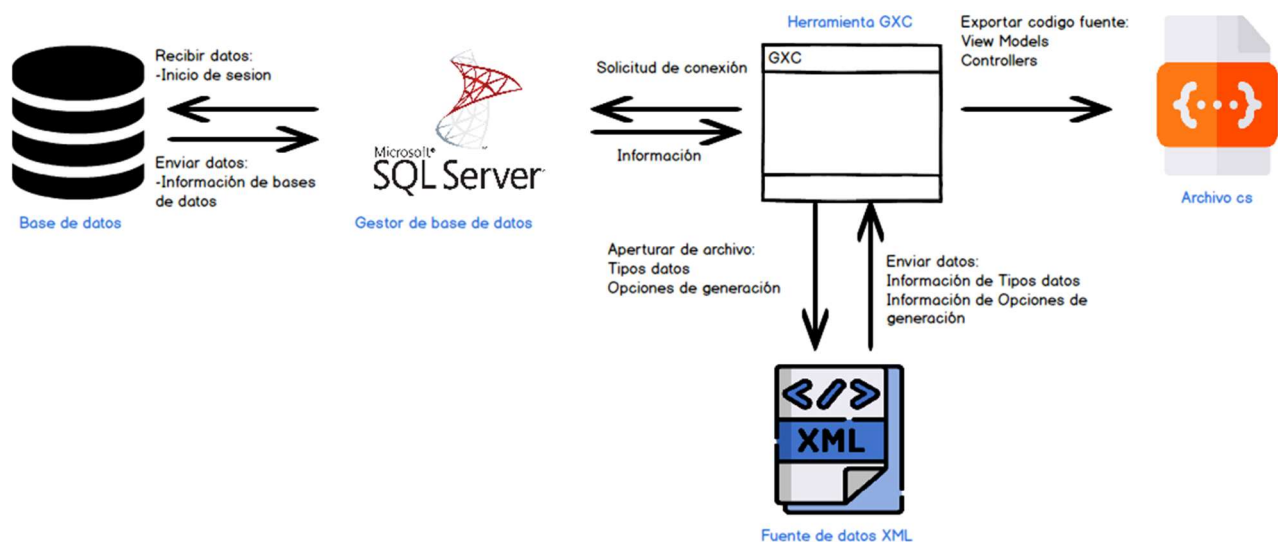 Recibir datos:
-Inicio de sesion
Enviar datos:
-Información de bases
de datos
Base de datos
Microsoft®
SQL Server
Gestor de base de datos
Solicitud de conexión
Información
Herramienta GXC
GXC
Exportar codigo fuente:
View Models
Controllers
{...}
Archivo cs
Aperturar de archivo:
Tipos datos
Opciones de generación
Enviar datos:
Información de Tipos datos
Información de Opciones de
generación
</>
XML
Fuente de datos XML